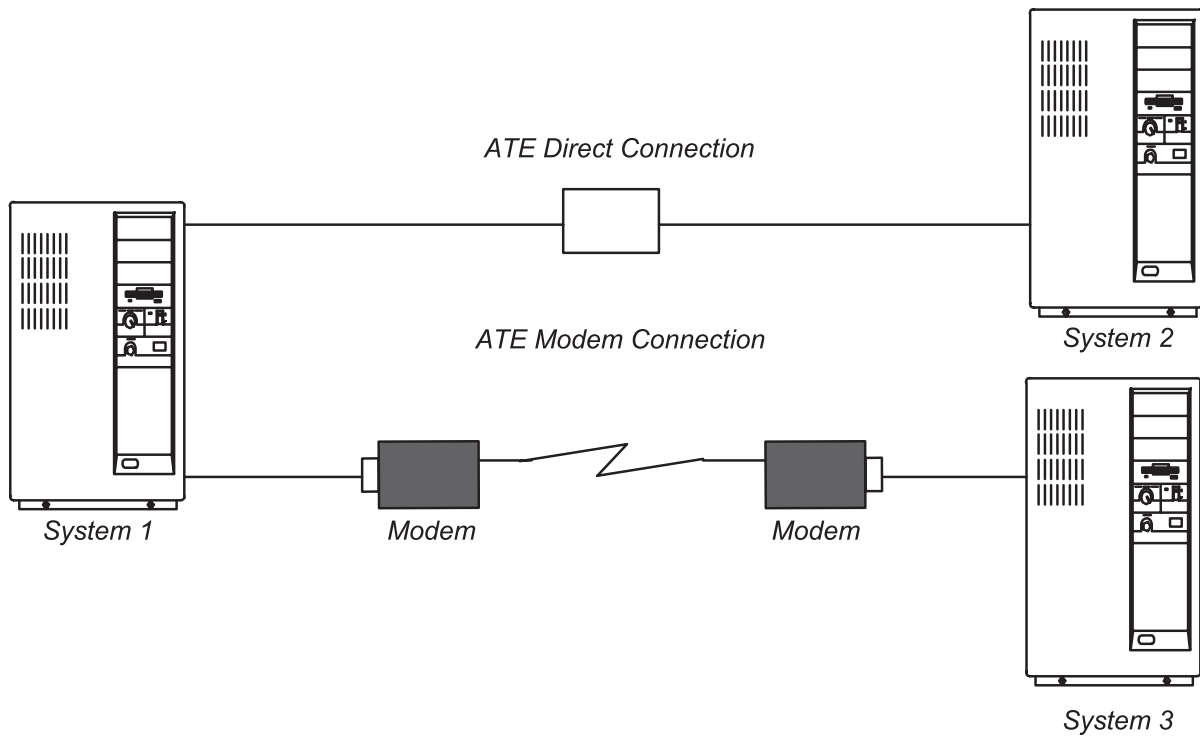 ATE Direct Connection
System 2
ATE Modem Connection
System 1
Modem
Modem
System 3